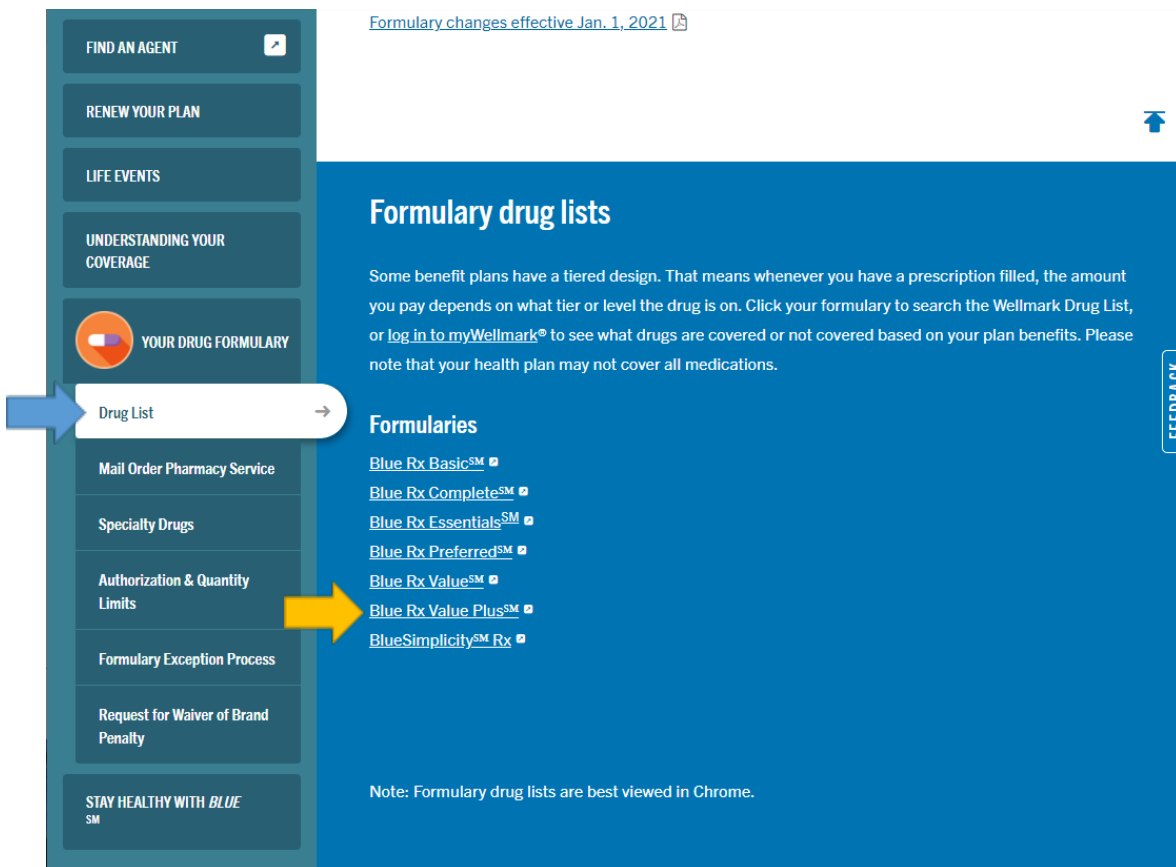 FIND AN AGENT
RENEW YOUR PLAN
LIFE EVENTS
UNDERSTANDING YOUR
COVERAGE
YOUR DRUG FORMULARY
Drug List
Mail Order Pharmacy Service
Specialty Drugs
Authorization & Quantity
Limits
Formulary Exception Process
Request for Waiver of Brand
Penalty
STAY HEALTHY WITH BLUE
SM
Formulary changes effective Jan. 1, 2021
Formulary drug lists
Some benefit plans have a tiered design. That means whenever you have a prescription filled, the amount
you pay depends on what tier or level the drug is on. Click your formulary to search the Wellmark Drug List,
or log in to myWellmark® to see what drugs are covered or not covered based on your plan benefits. Please
note that your health plan may not cover all medications.
Formularies
Blue Rx Basic℠
Blue Rx Complete℠
Blue Rx Essentials℠
Blue Rx Preferred℠
Blue Rx Value℠
Blue Rx Value Plus℠
BlueSimplicity℠ Rx
Note: Formulary drug lists are best viewed in Chrome.
FEEDBACK